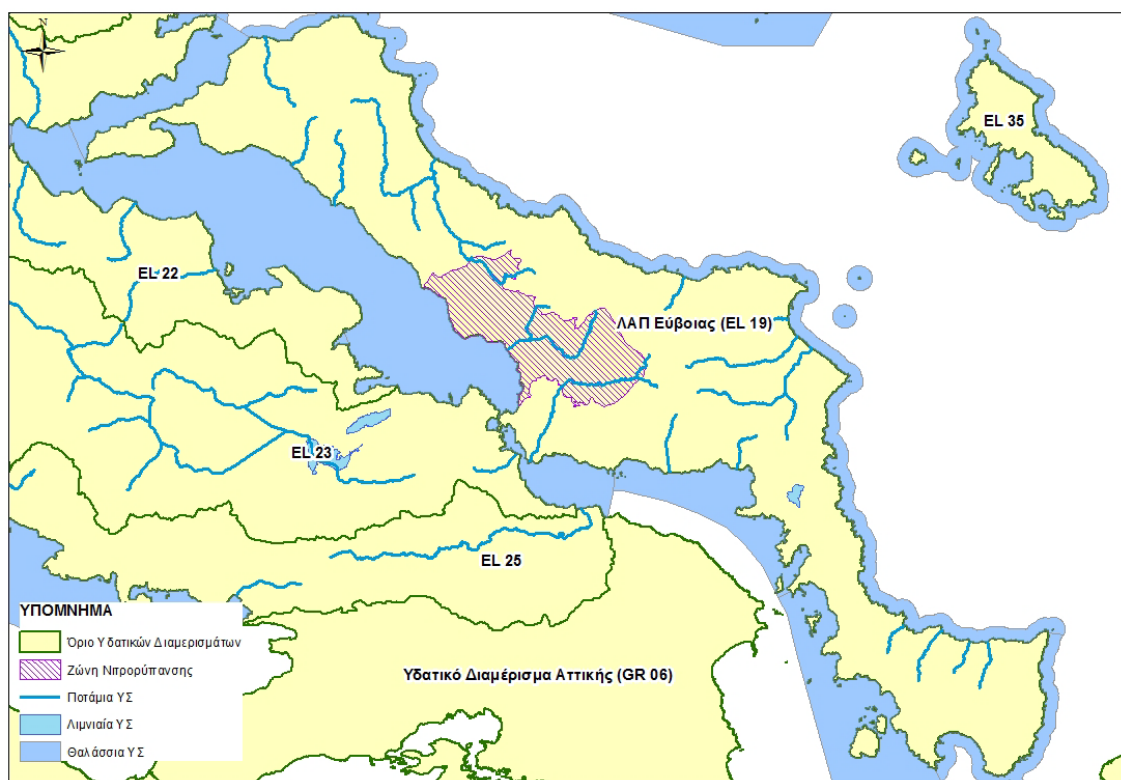 N
EL 35
EL 22
ΛΑΠ Εύβοιας (EL 19)
EL 23
EL 25
Υδατικό Διαμέρισμα Αττικής (GR 06)
ΥΠΟΜΝΗΜΑ
Όριο Υδατικών Διαμερισμάτων
Ζώνη Νιτρορύπανσης
Ποτάμια ΥΣ
Λιμνιαία ΥΣ
Θαλάσσια ΥΣ